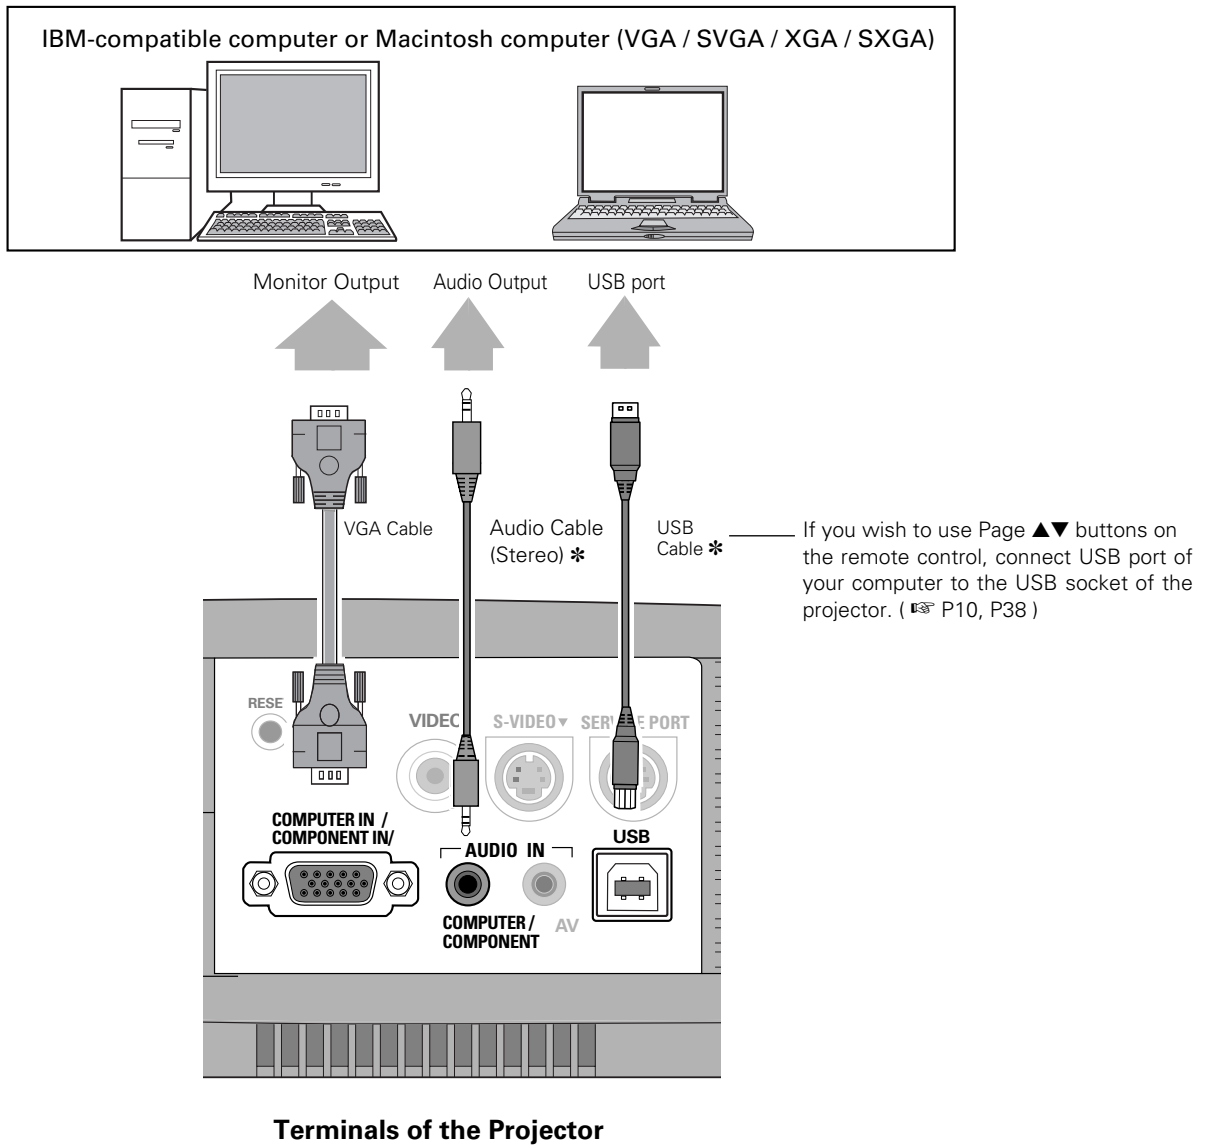 IBM-compatible computer or Macintosh computer (VGA / SVGA / XGA / SXGA)
Monitor Output
Audio Output
USB port
VGA Cable
Audio Cable
(Stereo) ✽
USB
Cable ✽
If you wish to use Page ▲▼ buttons on
the remote control, connect USB port of
your computer to the USB socket of the
projector. ( ☞ P10, P38 )
RESE
VIDEO
S-VIDEO▼
SERVICE PORT
COMPUTER IN /
COMPONENT IN/
AUDIO IN
USB
COMPUTER /
COMPONENT
AV
Terminals of the Projector